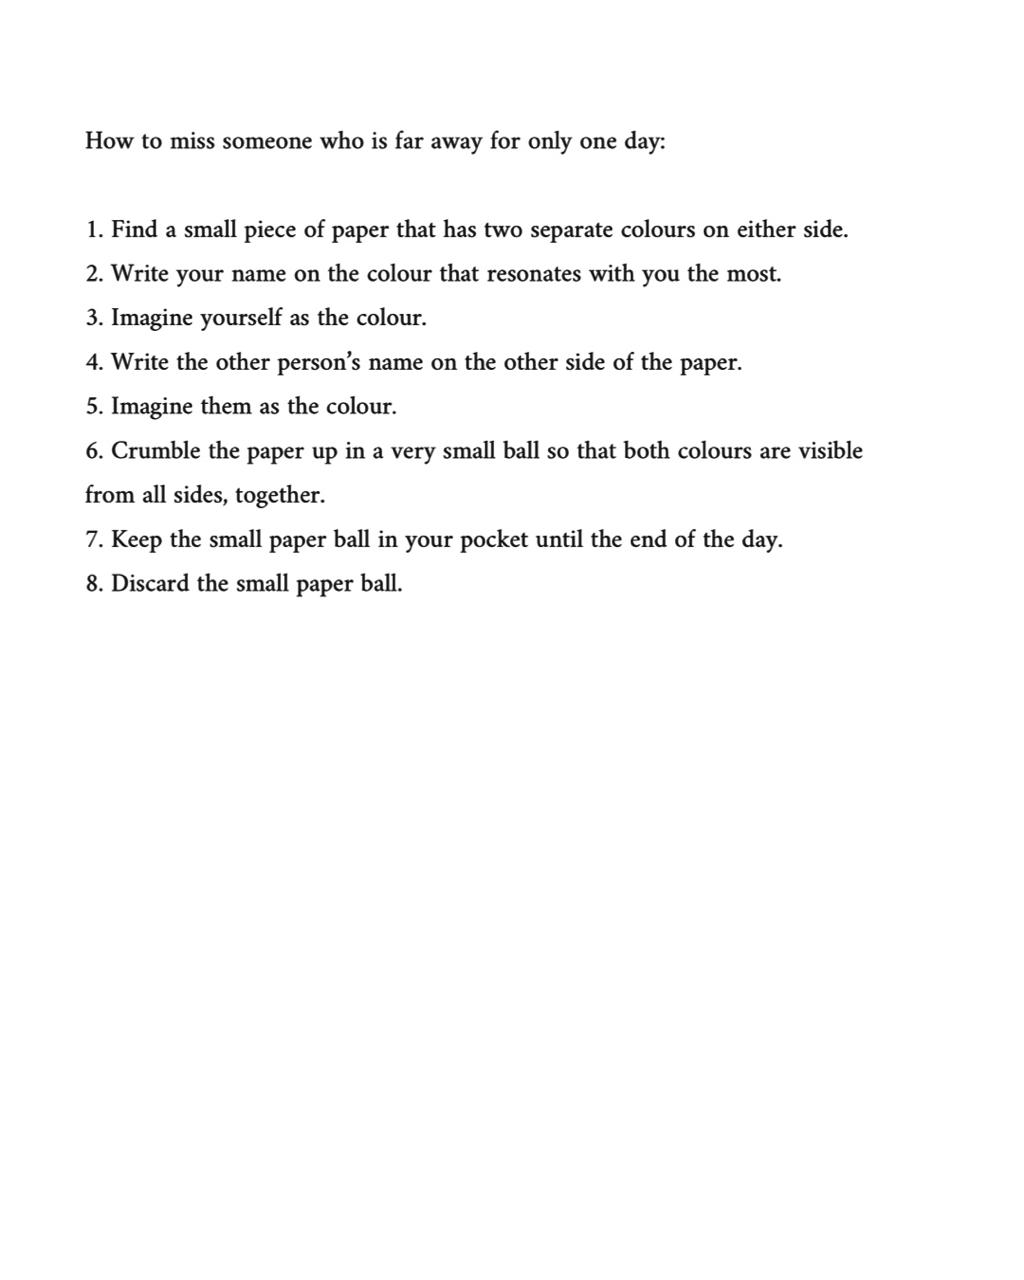 How to miss someone who is far away for only one day:
1. Find a small piece of paper that has two separate colours on either side.
2. Write your name on the colour that resonates with you the most.
3. Imagine yourself as the colour.
4. Write the other person’s name on the other side of the paper.
5. Imagine them as the colour.
6. Crumble the paper up in a very small ball so that both colours are visible
from all sides, together.
7. Keep the small paper ball in your pocket until the end of the day.
8. Discard the small paper ball.